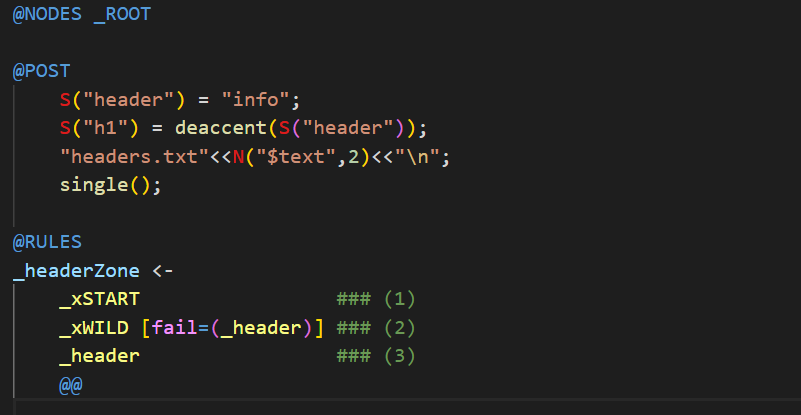 @NODES _ROOT
@POST
S("header") = "info";
S("h1") = deaccent(S("header"));
"headers.txt"<<N("$text",2)<<"\n";
single();
@RULES
_headerZone <-
_xSTART ### (1)
_xWILD [fail=(_header)] ### (2)
_header ### (3)
@@